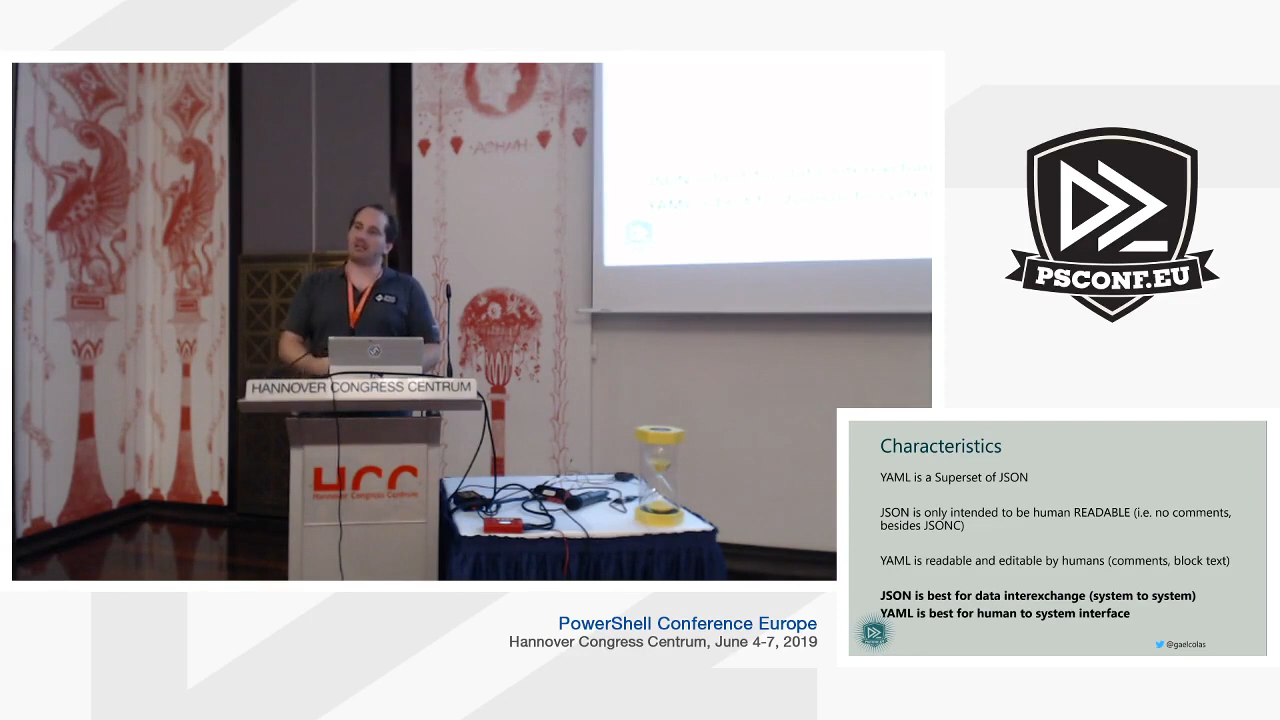 HANNOVER CONGRESS CENTRUM
HCC
Hannover Congress Centrum
PSCONF.EU
Characteristics
YAML is a Superset of JSON
JSON is only intended to be human READABLE (i.e. no comments,
besides JSONC)
YAML is readable and editable by humans (comments, block text)
JSON is best for data interexchange (system to system)
YAML is best for human to system interface
@gaelcolas
PowerShell Conference Europe
Hannover Congress Centrum, June 4-7, 2019